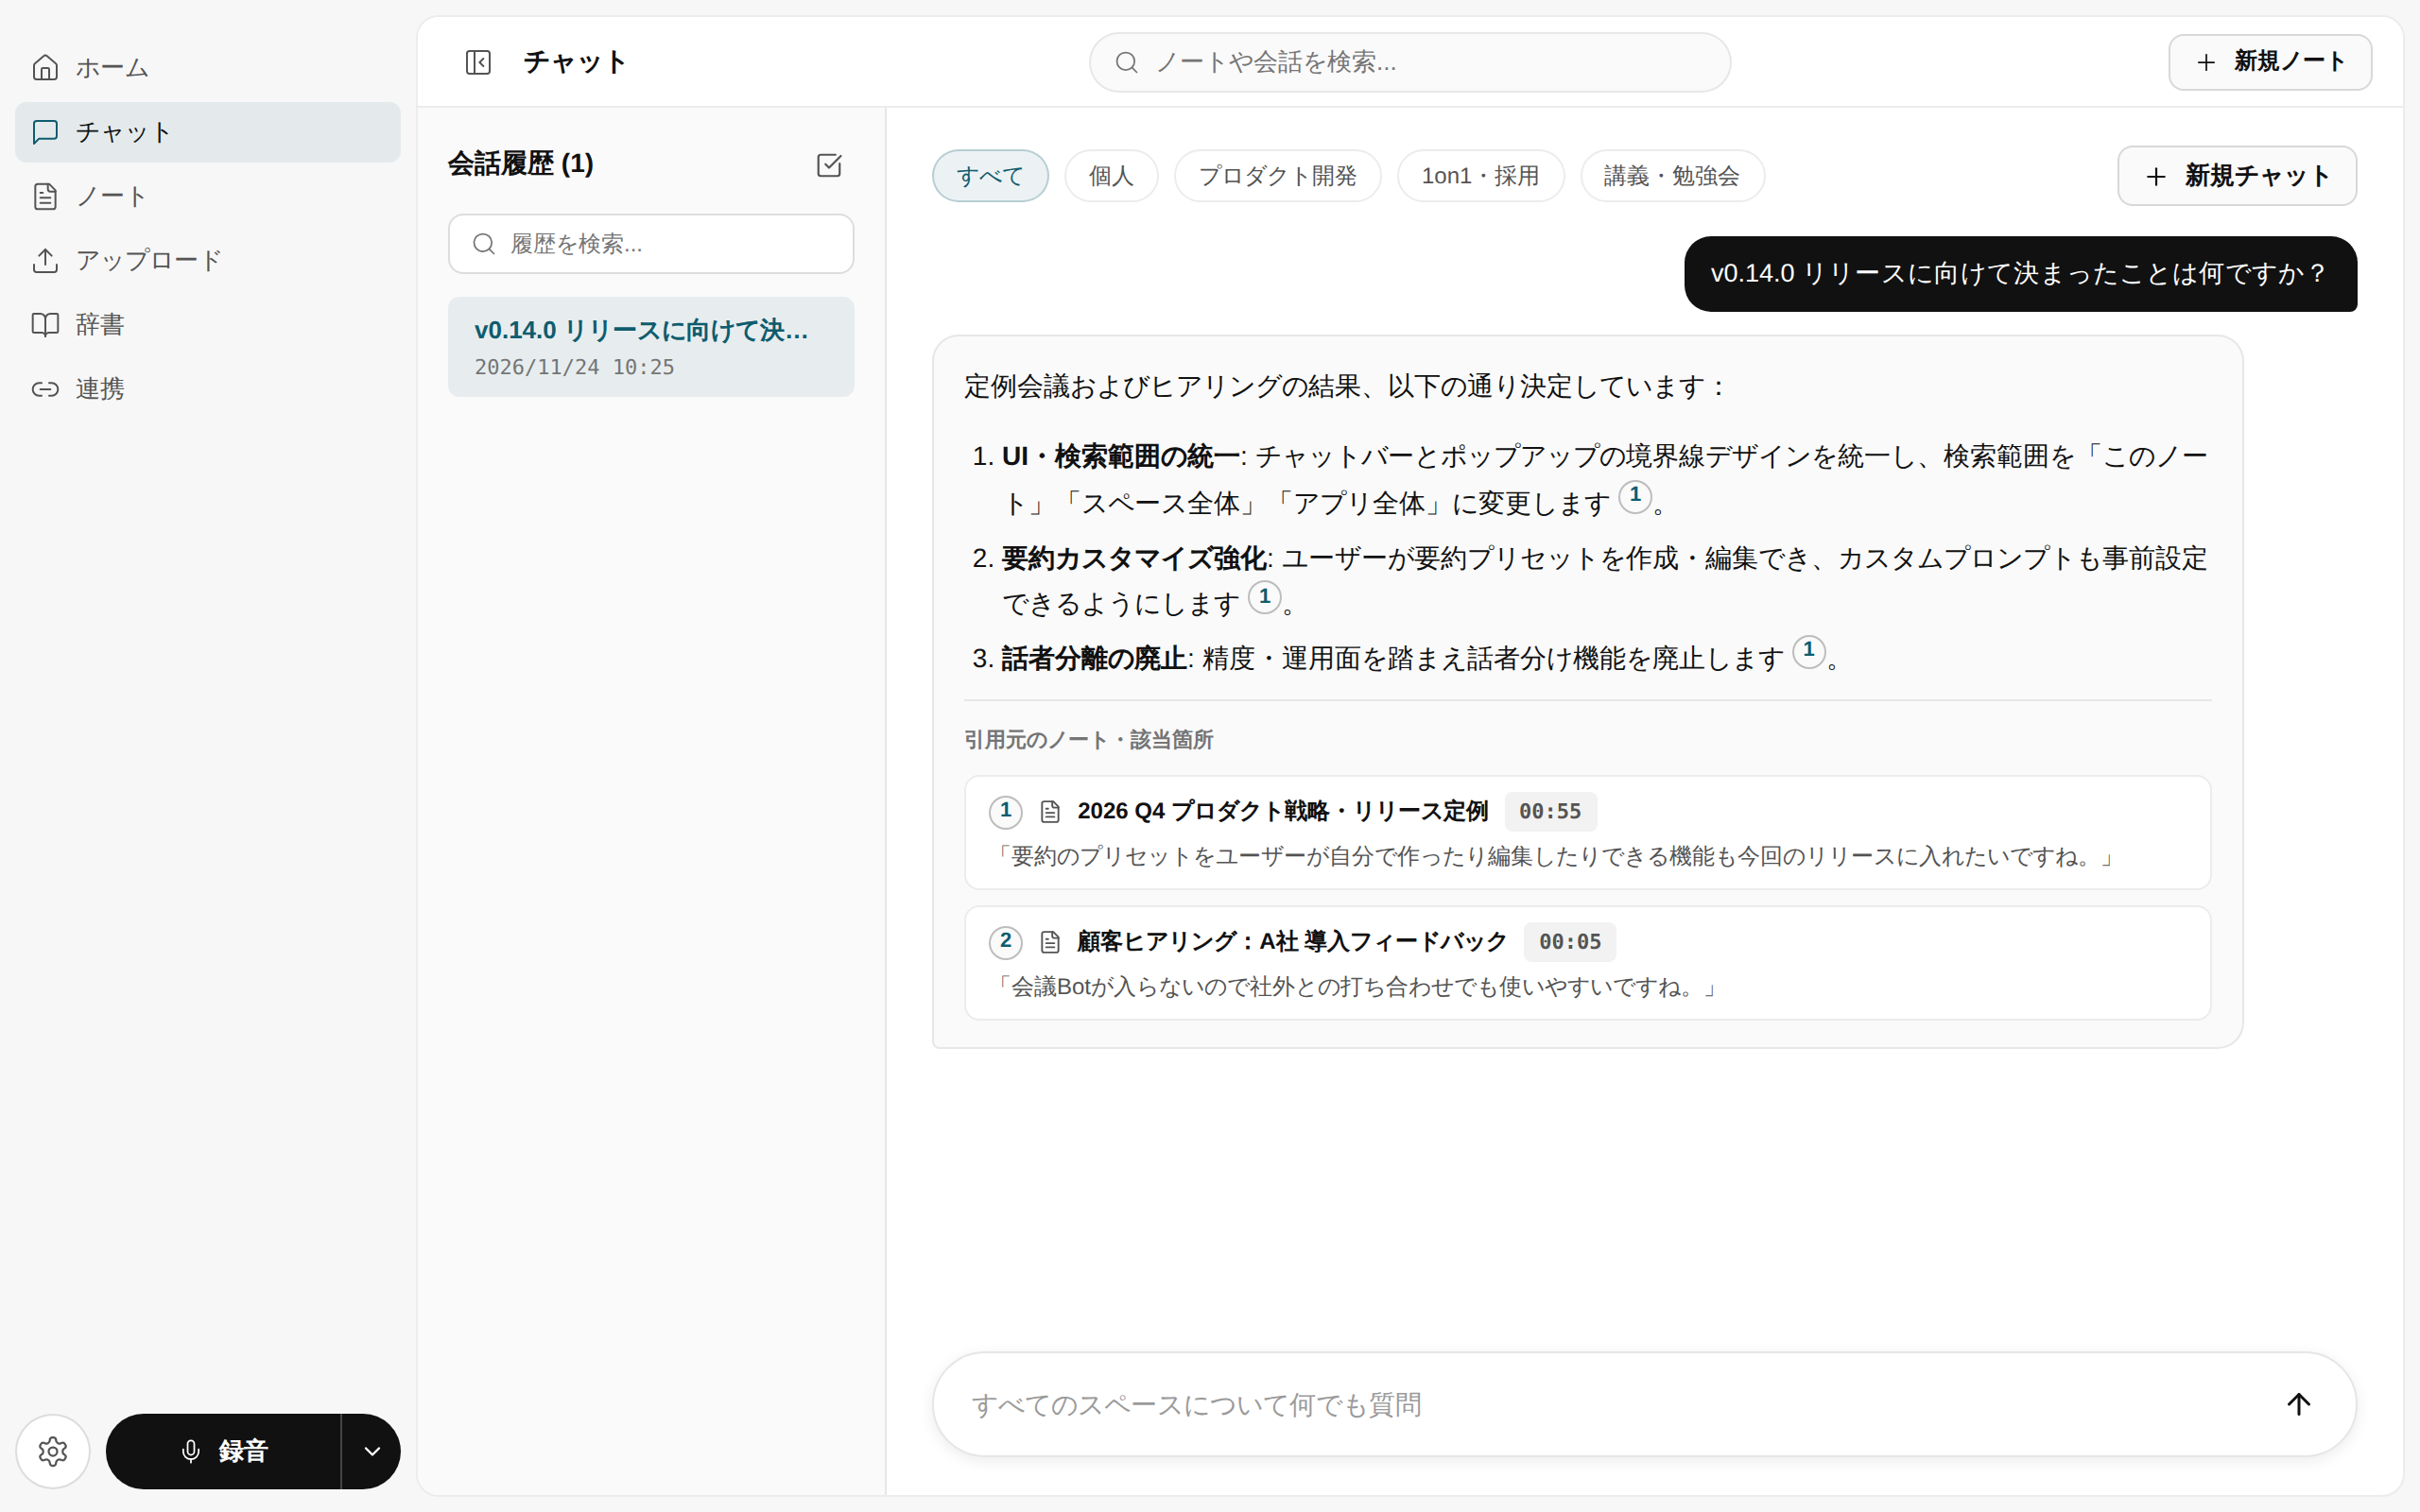 ホーム
チャット
ノート
アップロード
辞書
連携
録音
チャット
ノートや会話を検索...
新規ノート
会話履歴 (1)
履歴を検索...
v0.14.0 リリースに向けて決…
2026/11/24 10:25
すべて
個人
プロダクト開発
1on1・採用
講義・勉強会
新規チャット
v0.14.0 リリースに向けて決まったことは何ですか？
定例会議およびヒアリングの結果、以下の通り決定しています：
1. UI・検索範囲の統一: チャットバーとポップアップの境界線デザインを統一し、検索範囲を「このノー
ト」「スペース全体」「アプリ全体」に変更します 1。
2. 要約カスタマイズ強化: ユーザーが要約プリセットを作成・編集でき、カスタムプロンプトも事前設定
できるようにします 1。
3. 話者分離の廃止: 精度・運用面を踏まえ話者分け機能を廃止します 1。
引用元のノート・該当箇所
1 2026 Q4 プロダクト戦略・リリース定例 00:55
「要約のプリセットをユーザーが自分で作ったり編集したりできる機能も今回のリリースに入れたいですね。」
2 顧客ヒアリング：A社 導入フィードバック 00:05
「会議Botが入らないので社外との打ち合わせでも使いやすいですね。」
すべてのスペースについて何でも質問